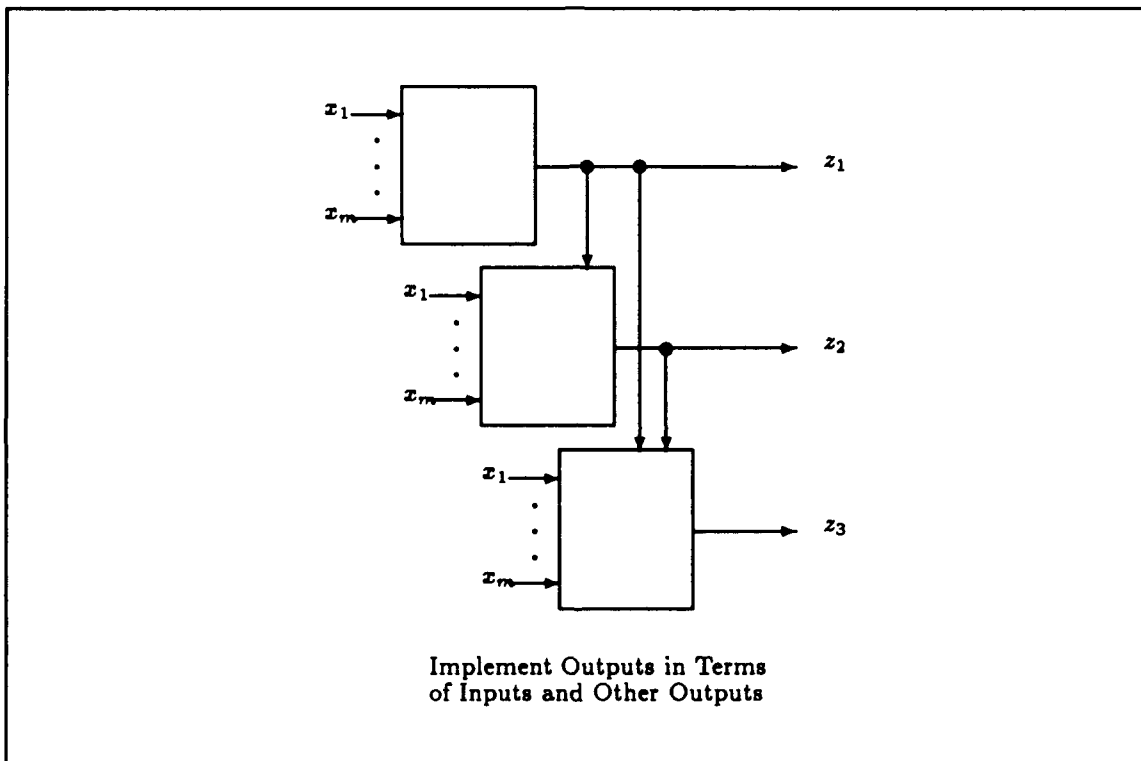 x₁
z₁
xₘ
x₁
z₂
xₘ
x₁
z₃
xₘ
Implement Outputs in Terms
of Inputs and Other Outputs